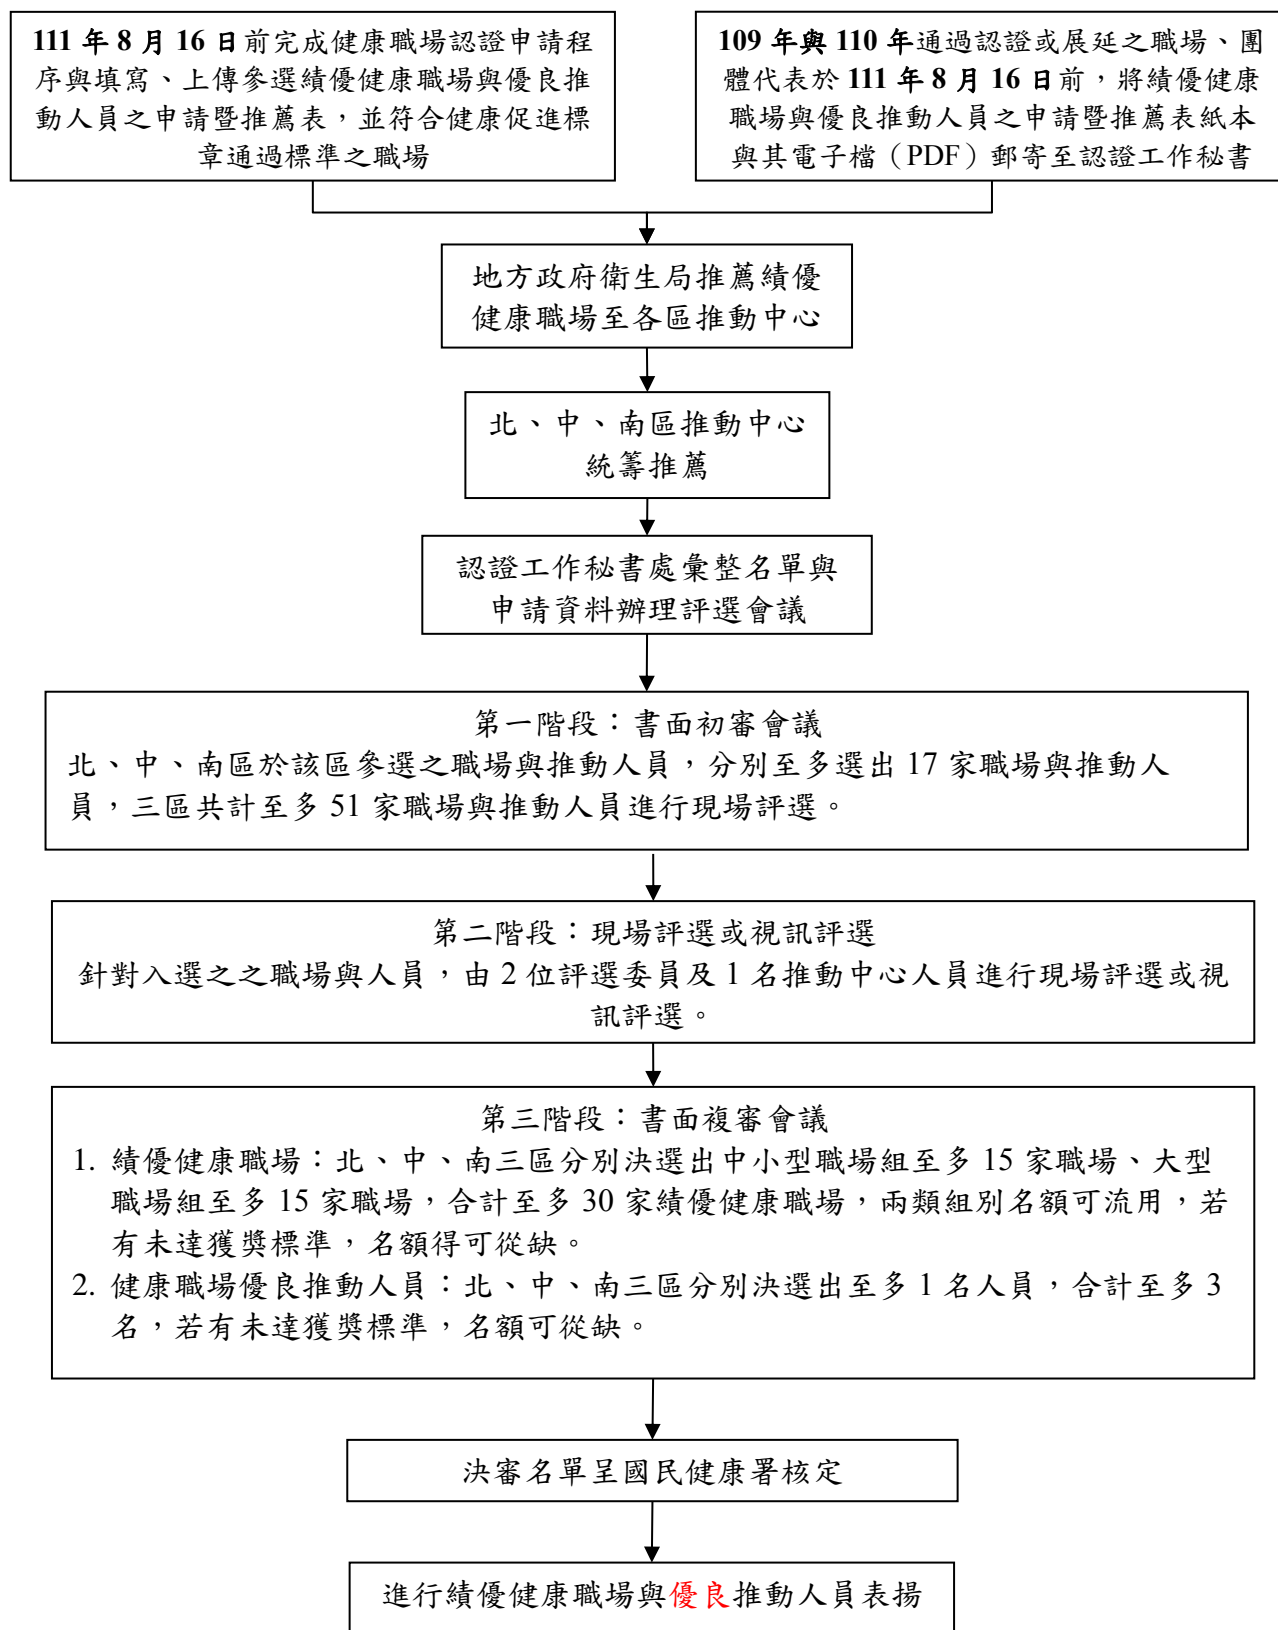 111 年 8 月 16 日前完成健康職場認證申請程
序與填寫、上傳參選績優健康職場與優良推
動人員之申請暨推薦表，並符合健康促進標
章通過標準之職場
109 年與 110 年通過認證或展延之職場、團
體代表於 111 年 8 月 16 日前，將績優健康
職場與優良推動人員之申請暨推薦表紙本
與其電子檔（PDF）郵寄至認證工作秘書
地方政府衛生局推薦績優
健康職場至各區推動中心
北、中、南區推動中心
統籌推薦
認證工作秘書處彙整名單與
申請資料辦理評選會議
第一階段：書面初審會議
北、中、南區於該區參選之職場與推動人員，分別至多選出 17 家職場與推動人
員，三區共計至多 51 家職場與推動人員進行現場評選。
第二階段：現場評選或視訊評選
針對入選之之職場與人員，由 2 位評選委員及 1 名推動中心人員進行現場評選或視
訊評選。
第三階段：書面複審會議
1. 績優健康職場：北、中、南三區分別決選出中小型職場組至多 15 家職場、大型
職場組至多 15 家職場，合計至多 30 家績優健康職場，兩類組別名額可流用，若
有未達獲獎標準，名額得可從缺。
2. 健康職場優良推動人員：北、中、南三區分別決選出至多 1 名人員，合計至多 3
名，若有未達獲獎標準，名額可從缺。
決審名單呈國民健康署核定
進行績優健康職場與優良推動人員表揚